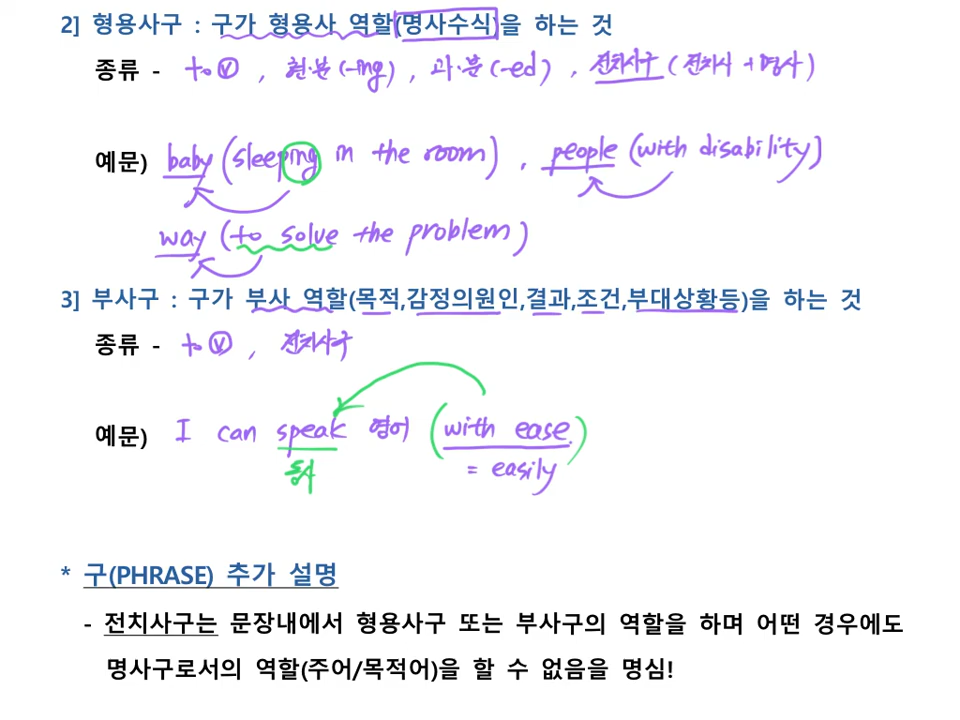 2] 형용사구 : 구가 형용사 역할(명사수식)을 하는 것
종류 - to ⓥ , 현·분(-ing) , 과·분(-ed) , 전치사구 (전치사 + 명사)
예문) baby (sleeping in the room) , people (with disability)
way (to solve the problem)
3] 부사구 : 구가 부사 역할(목적,감정의원인,결과,조건,부대상황등)을 하는 것
종류 - to ⓥ , 전치사구
예문) I can speak 영어 (with ease.)
동사 = easily
* 구(PHRASE) 추가 설명
- 전치사구는 문장내에서 형용사구 또는 부사구의 역할을 하며 어떤 경우에도
명사구로서의 역할(주어/목적어)을 할 수 없음을 명심!